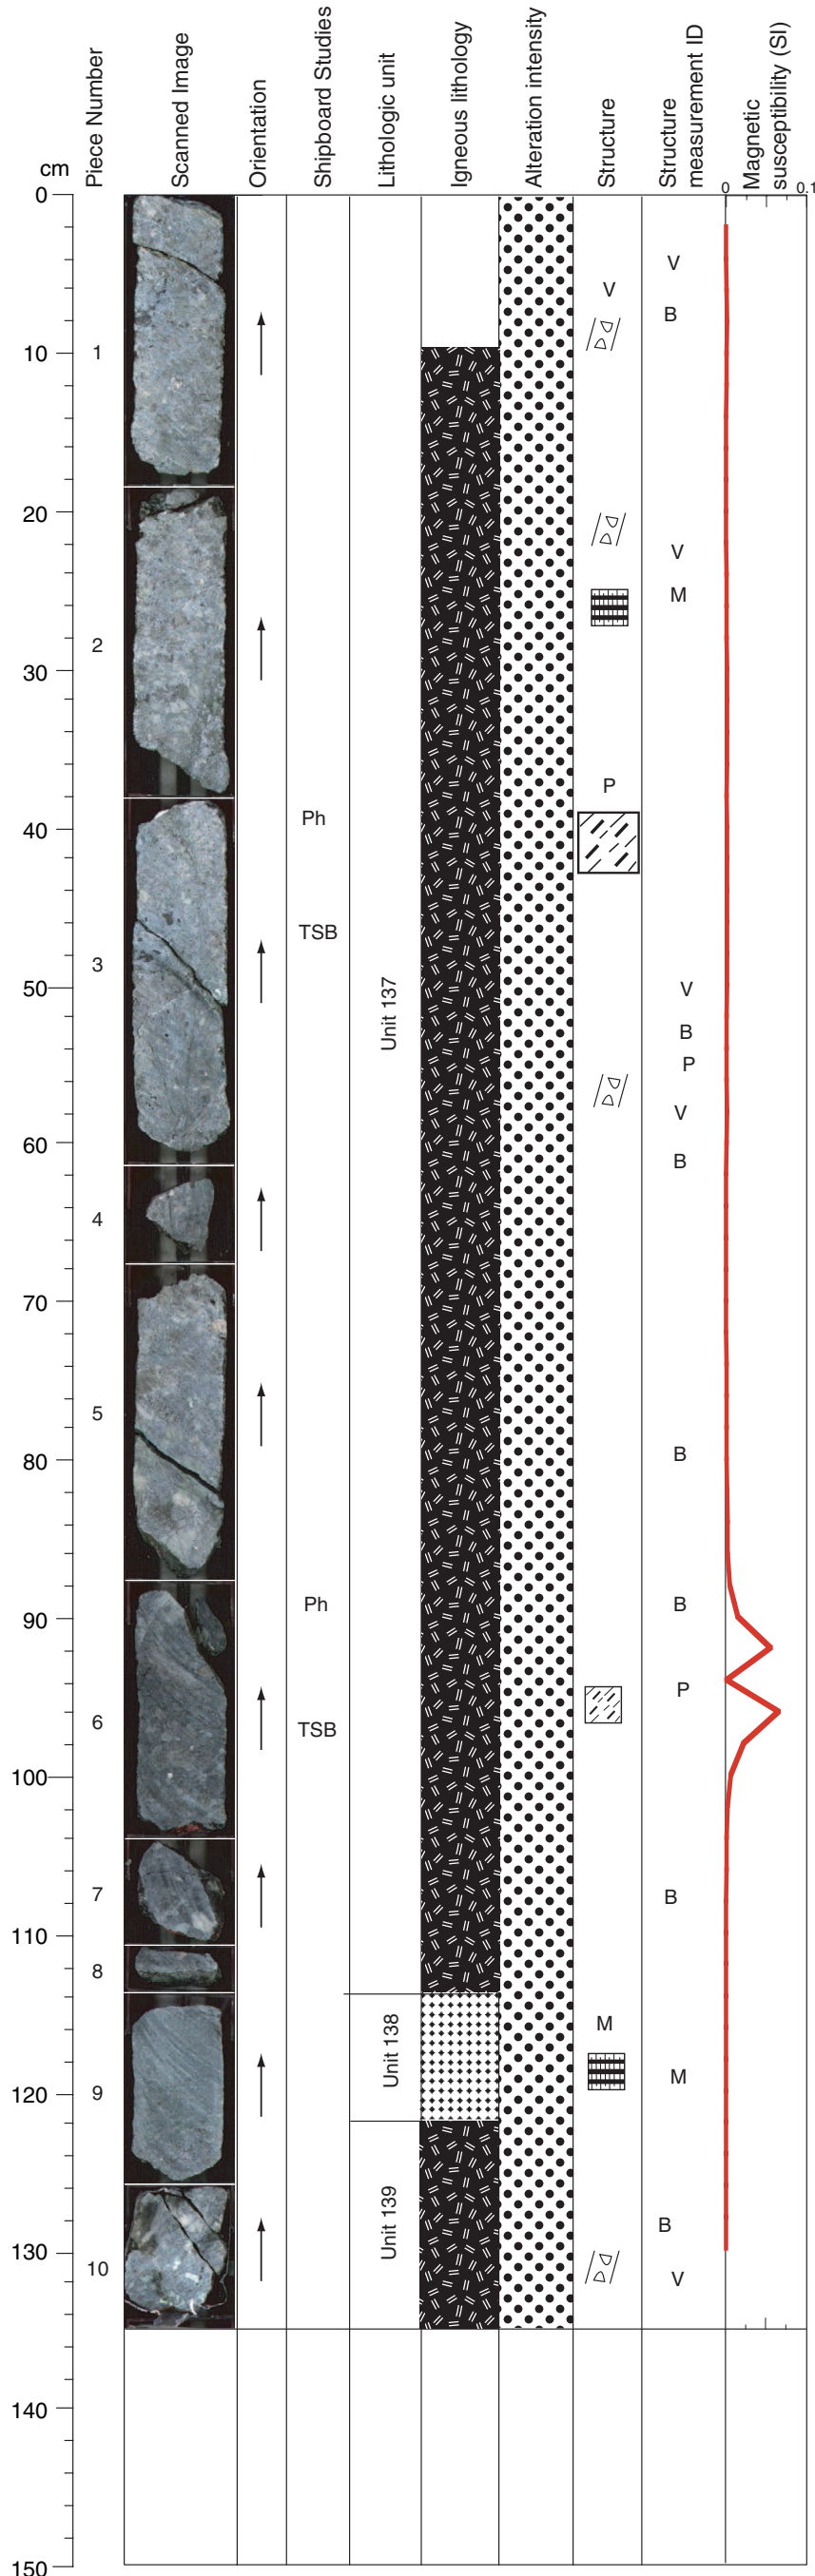 cm
Piece Number
Scanned Image
Orientation
Shipboard Studies
Lithologic unit
Igneous lithology
Alteration intensity
Structure
Structure
measurement ID
Magnetic
susceptibility (SI)
0 0.1
0
V
V
B
10
1
20
V
M
2
30
P
Ph
40
TSB
3
50
Unit 137
V
B
P
V
60
B
4
70
5
80
B
Ph
90
B
P
6
TSB
100
7
B
110
8
Unit 138
M
9
120
M
Unit 139
B
130
10
V
140
150